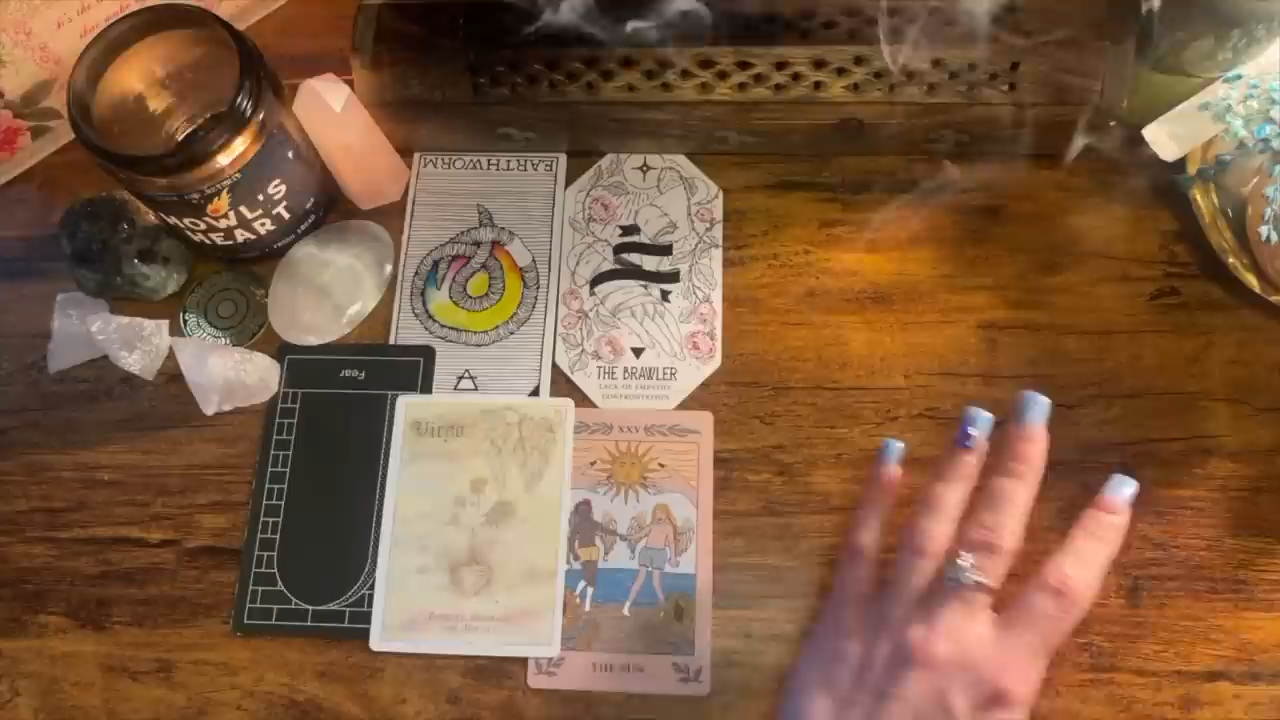 HOWL'S
HEART
EARTHWORM
THE BRAWLER
LACK OF EMPATHY
CONFRONTATION
Fear
Virgo
XXV
THE SUN